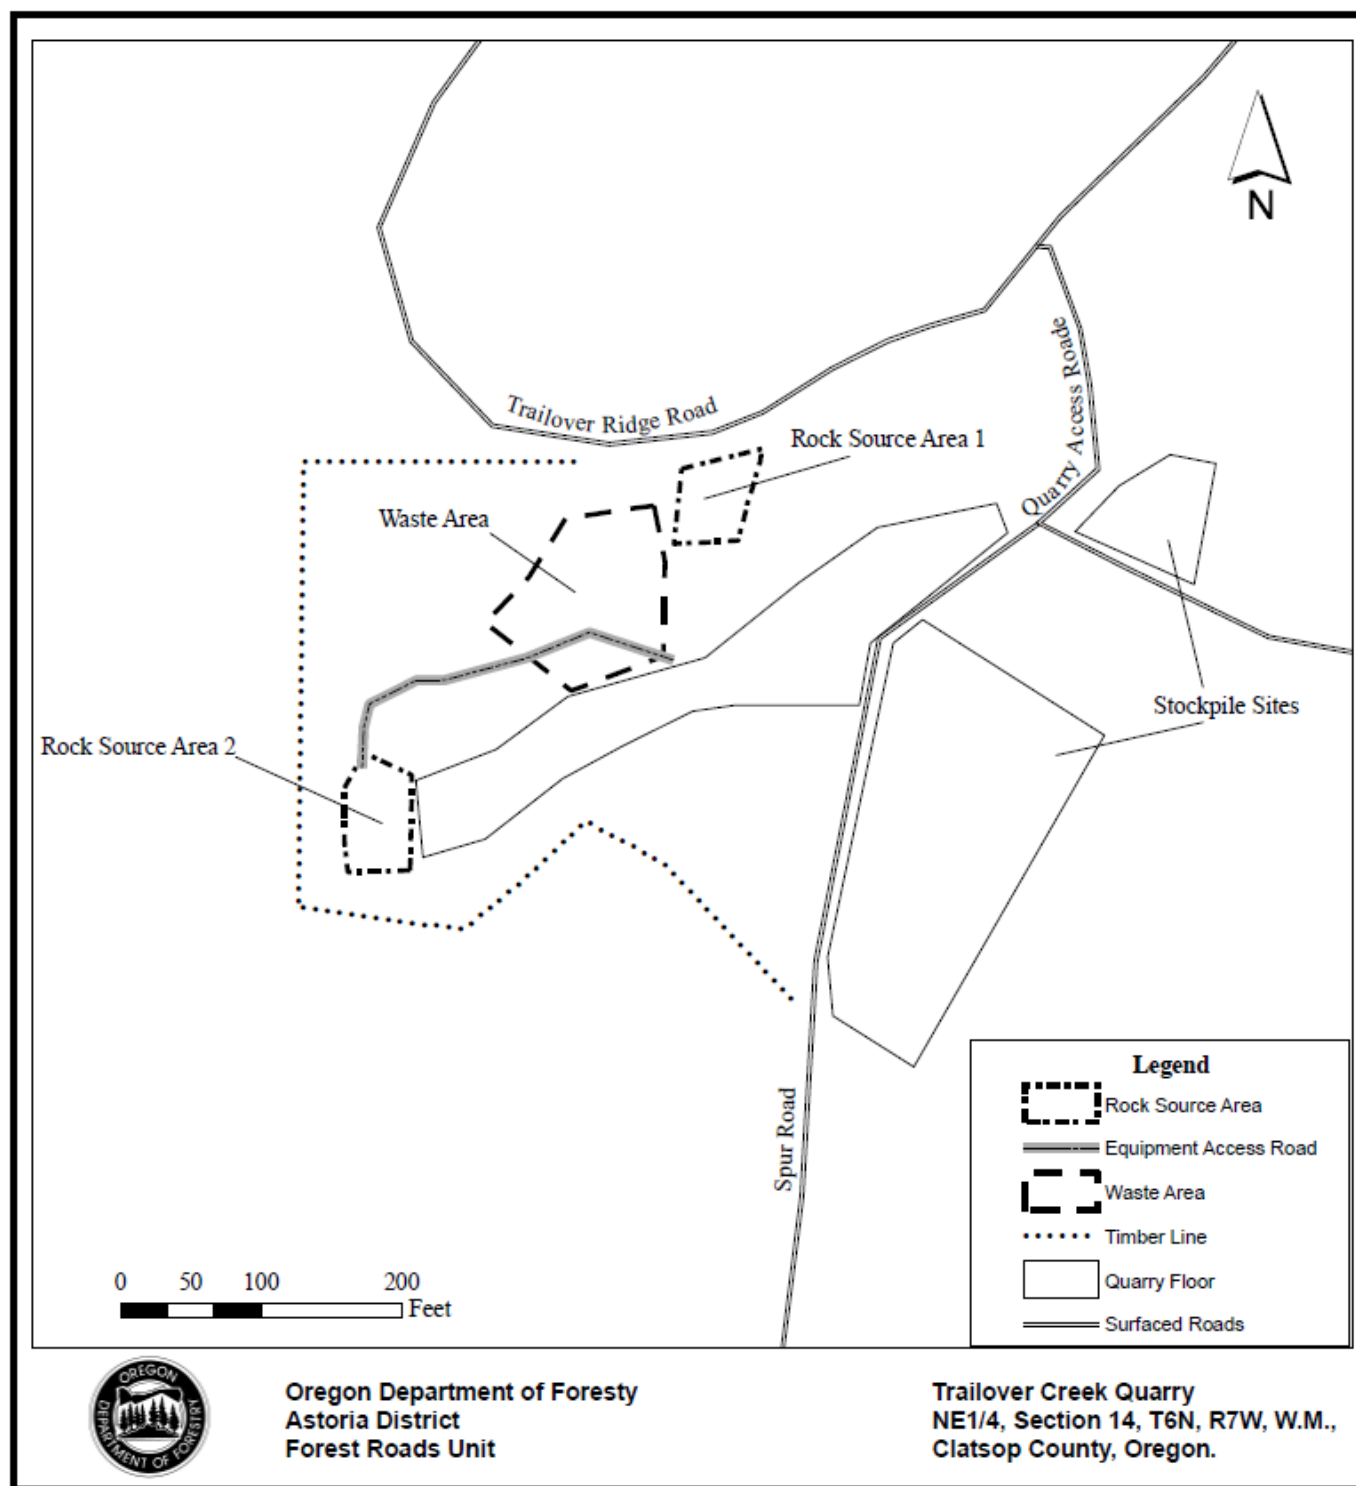 N
Trailover Ridge Road
Quarry Access Roade
Rock Source Area 1
Waste Area
Stockpile Sites
Rock Source Area 2
Spur Road
Legend
Rock Source Area
Equipment Access Road
Waste Area
Timber Line
Quarry Floor
Surfaced Roads
0 50 100 200
Feet
OREGON
DEPARTMENT OF FORESTRY
Oregon Department of Foresty
Astoria District
Forest Roads Unit
Trailover Creek Quarry
NE1/4, Section 14, T6N, R7W, W.M.,
Clatsop County, Oregon.